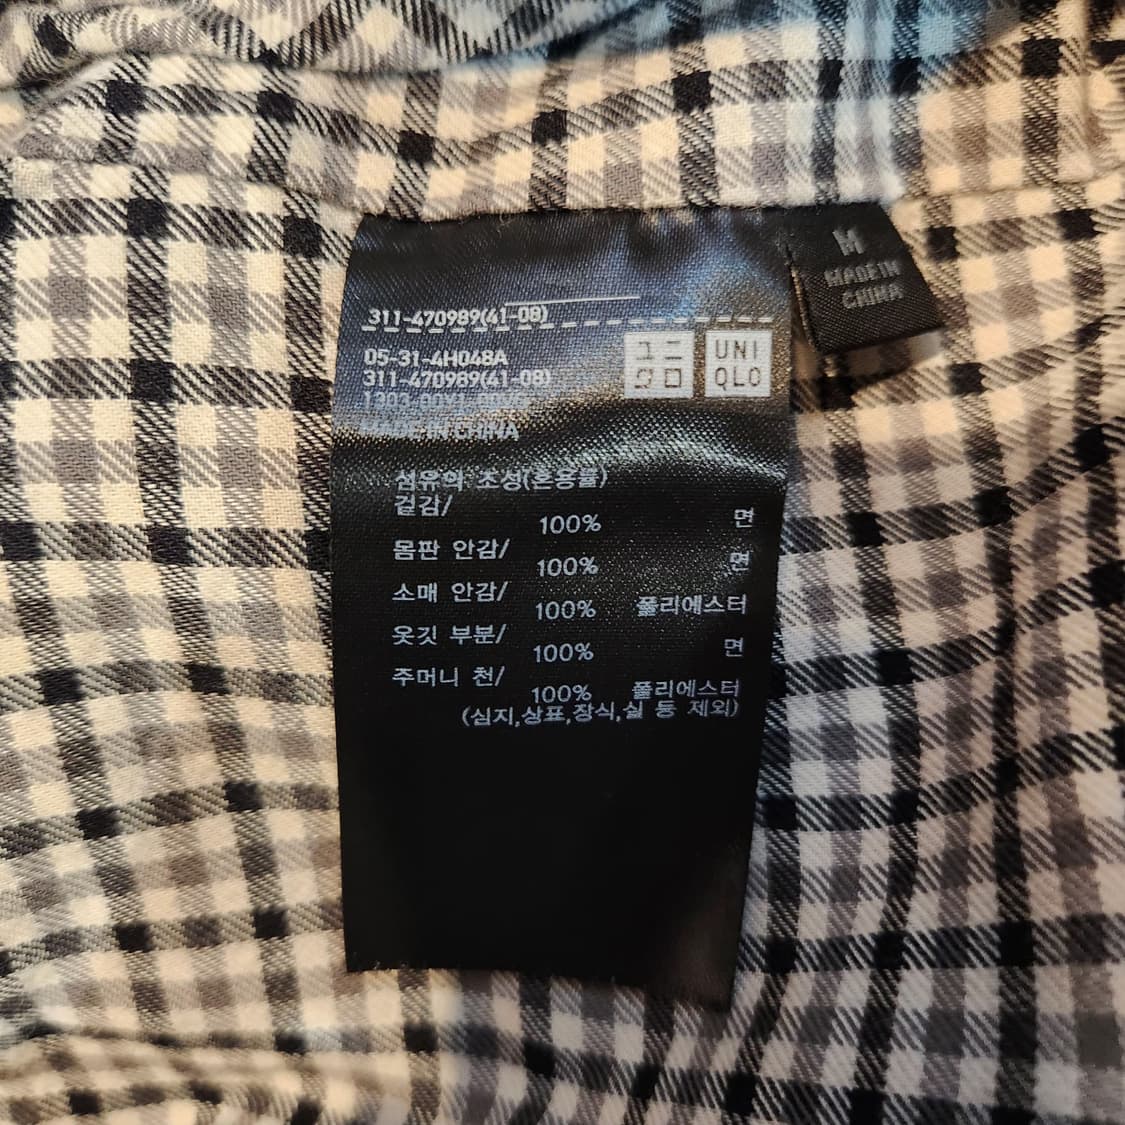 M
MADE IN
CHINA
311-470989(41-08)
ユニ
クロ
UNI
QLO
05-31-4H048A
311-470989(41-08)
MADE IN CHINA
섬유의 조성(혼용률)
겉감/
100% 면
몸판 안감/
100% 면
소매 안감/
100% 폴리에스터
옷깃 부분/
100% 면
주머니 천/
100% 폴리에스터
(심지,상표,장식,실 등 제외)